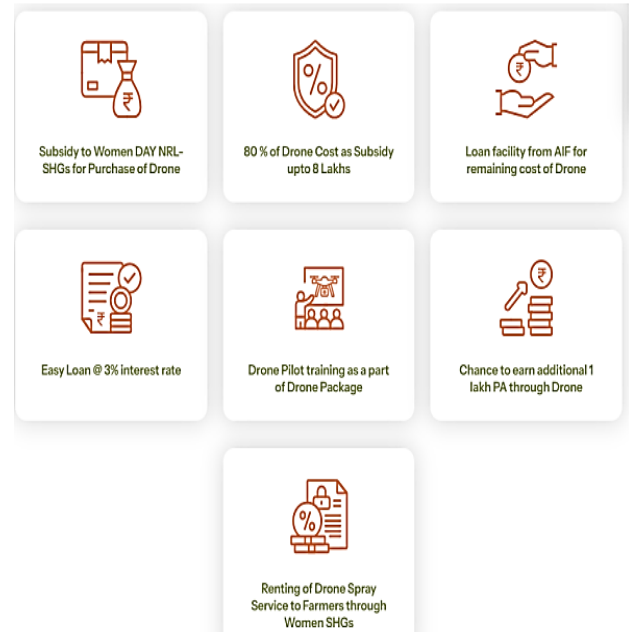 Subsidy to Women DAY NRL-
SHGs for Purchase of Drone
80 % of Drone Cost as Subsidy
upto 8 Lakhs
Loan facility from AIF for
remaining cost of Drone
Easy Loan @ 3% interest rate
Drone Pilot training as a part
of Drone Package
Chance to earn additional 1
lakh PA through Drone
Renting of Drone Spray
Service to Farmers through
Women SHGs